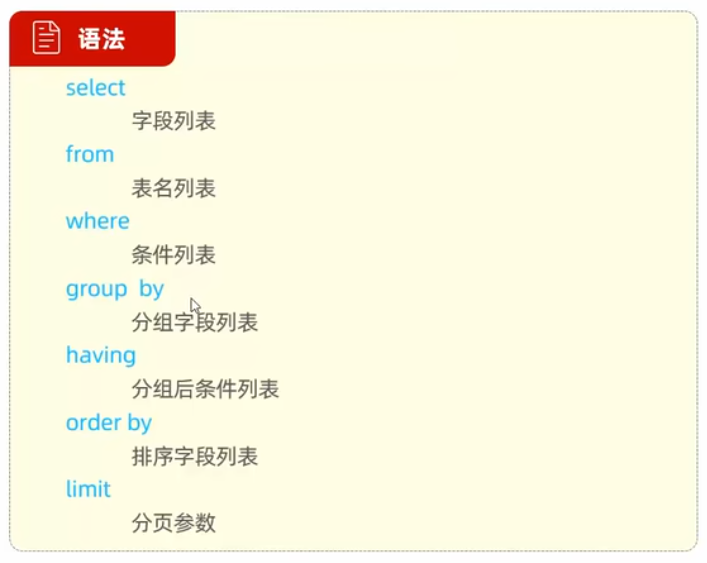 语法
select
字段列表
from
表名列表
where
条件列表
group by
分组字段列表
having
分组后条件列表
order by
排序字段列表
limit
分页参数